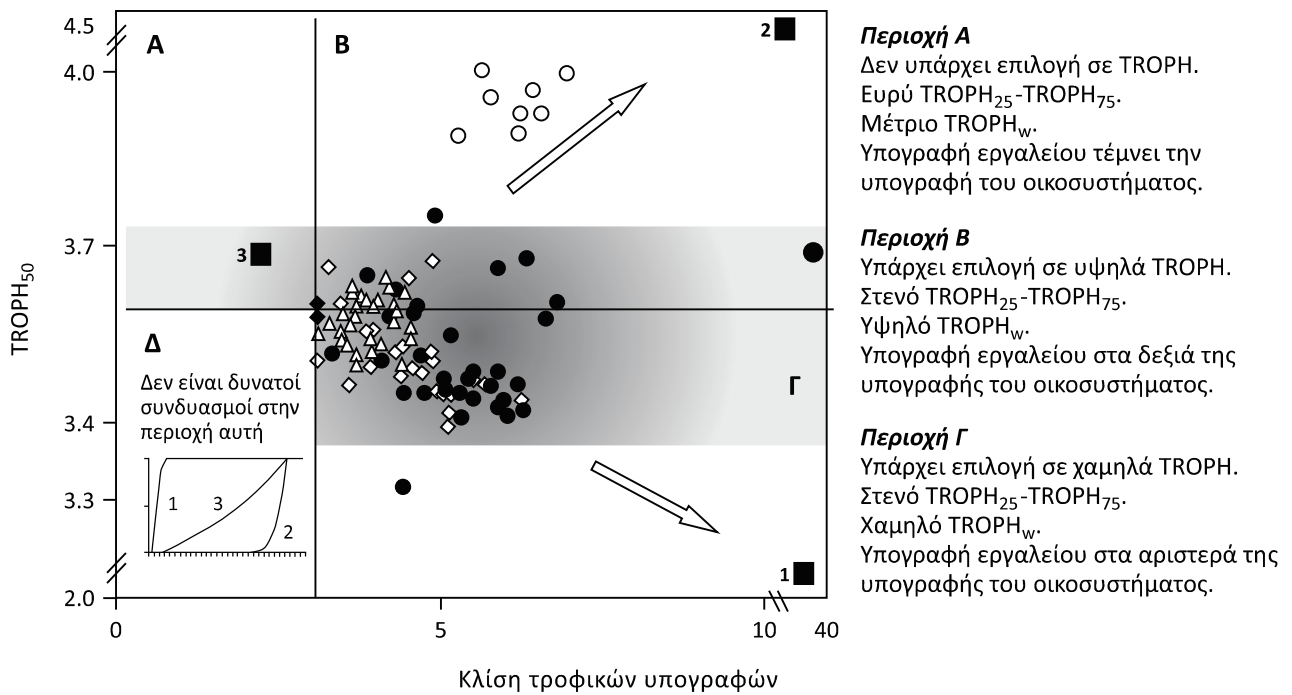 4.5
4.0
3.7
3.4
3.3
2.0
TROPH50
0
5
10
40
Κλίση τροφικών υπογραφών
Α
Β
2
3
Δ
Δεν είναι δυνατοί
συνδυασμοί στην
περιοχή αυτή
1
3
2
Γ
1
Περιοχή Α
Δεν υπάρχει επιλογή σε TROPH.
Ευρύ TROPH25-TROPH75.
Μέτριο TROPHw.
Υπογραφή εργαλείου τέμνει την
υπογραφή του οικοσυστήματος.
Περιοχή Β
Υπάρχει επιλογή σε υψηλά TROPH.
Στενό TROPH25-TROPH75.
Υψηλό TROPHw.
Υπογραφή εργαλείου στα δεξιά της
υπογραφής του οικοσυστήματος.
Περιοχή Γ
Υπάρχει επιλογή σε χαμηλά TROPH.
Στενό TROPH25-TROPH75.
Χαμηλό TROPHw.
Υπογραφή εργαλείου στα αριστερά της
υπογραφής του οικοσυστήματος.